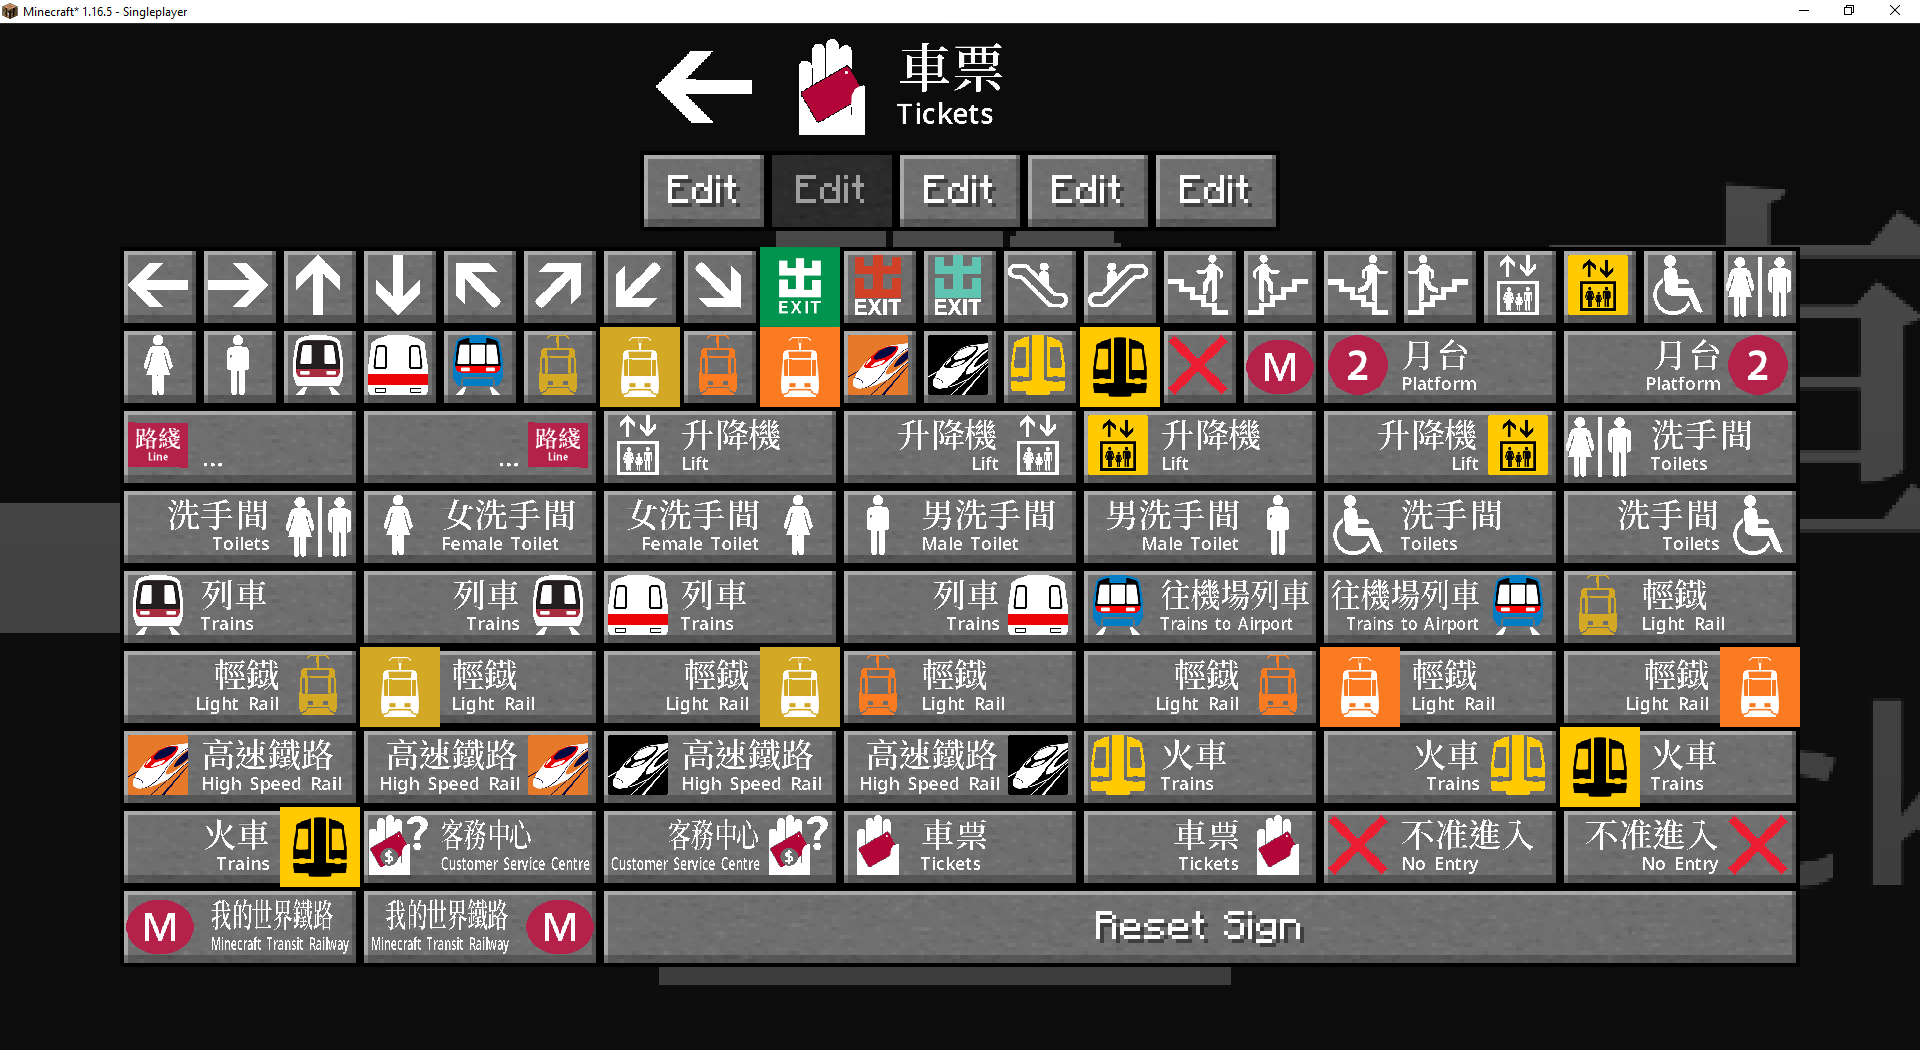 Minecraft* 1.16.5 - Singleplayer
車票
Tickets
Edit Edit Edit Edit Edit
出 出 出
EXIT EXIT EXIT
M 2 月台 月台 2
Platform Platform
路綫 路綫 升降機 升降機 升降機 升降機 洗手間
Line ... ... Line Lift Lift Lift Lift Toilets
洗手間 女洗手間 女洗手間 男洗手間 男洗手間 洗手間 洗手間
Toilets Female Toilet Female Toilet Male Toilet Male Toilet Toilets Toilets
列車 列車 列車 列車 往機場列車 往機場列車 輕鐵
Trains Trains Trains Trains Trains to Airport Trains to Airport Light Rail
輕鐵 輕鐵 輕鐵 輕鐵 輕鐵 輕鐵 輕鐵
Light Rail Light Rail Light Rail Light Rail Light Rail Light Rail Light Rail
高速鐵路 高速鐵路 高速鐵路 高速鐵路 火車 火車 火車
High Speed Rail High Speed Rail High Speed Rail High Speed Rail Trains Trains Trains
火車 ? 客務中心 客務中心 ? 車票 車票 不准進入 不准進入
Trains $ Customer Service Centre Customer Service Centre $ Tickets Tickets No Entry No Entry
M 我的世界鐵路 我的世界鐵路 M
Minecraft Transit Railway Minecraft Transit Railway
Reset Sign